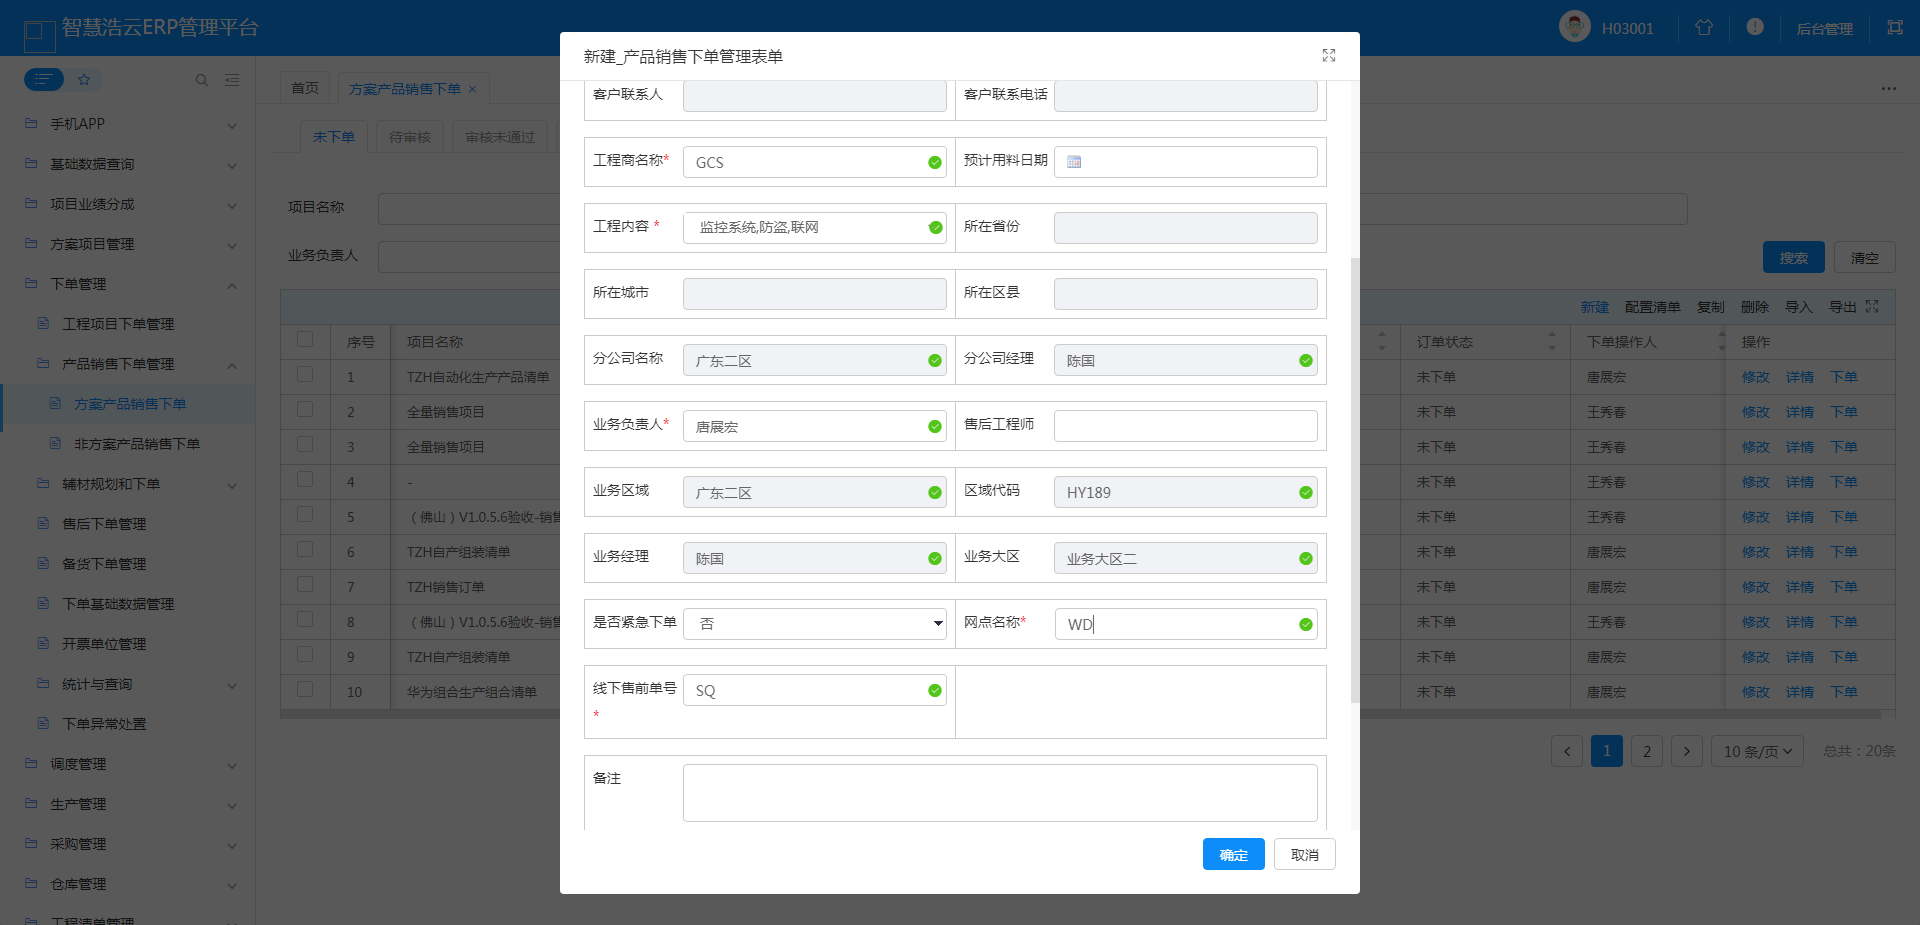 智慧浩云ERP管理平台
H03001
后台管理
手机APP
基础数据查询
项目业绩分成
方案项目管理
下单管理
工程项目下单管理
产品销售下单管理
方案产品销售下单
非方案产品销售下单
辅材规划和下单
售后下单管理
备货下单管理
下单基础数据管理
开票单位管理
统计与查询
下单异常处置
调度管理
生产管理
采购管理
仓库管理
工程清单管理
首页 方案产品销售下单 ×
未下单 待审核 审核未通过
项目名称
业务负责人
搜索 清空
新建 配置清单 复制 删除 导入 导出
序号 项目名称 订单状态 下单操作人 操作
1 TZH自动化生产产品清单 未下单 唐展宏 修改 详情 下单
2 全量销售项目 未下单 王秀春 修改 详情 下单
3 全量销售项目 未下单 王秀春 修改 详情 下单
4 - 未下单 王秀春 修改 详情 下单
5 （佛山）V1.0.5.6验收-销售 未下单 王秀春 修改 详情 下单
6 TZH自产组装清单 未下单 唐展宏 修改 详情 下单
7 TZH销售订单 未下单 唐展宏 修改 详情 下单
8 （佛山）V1.0.5.6验收-销售 未下单 王秀春 修改 详情 下单
9 TZH自产组装清单 未下单 唐展宏 修改 详情 下单
10 华为组合生产组合清单 未下单 唐展宏 修改 详情 下单
1 2 10 条/页 总共：20条
新建_产品销售下单管理表单
客户联系人 客户联系电话
工程商名称* GCS 预计用料日期
工程内容 * 监控系统,防盗,联网 所在省份
所在城市 所在区县
分公司名称 广东二区 分公司经理 陈国
业务负责人* 唐展宏 售后工程师
业务区域 广东二区 区域代码 HY189
业务经理 陈国 业务大区 业务大区二
是否紧急下单 否 网点名称* WD
线下售前单号 SQ
*
备注
确定 取消